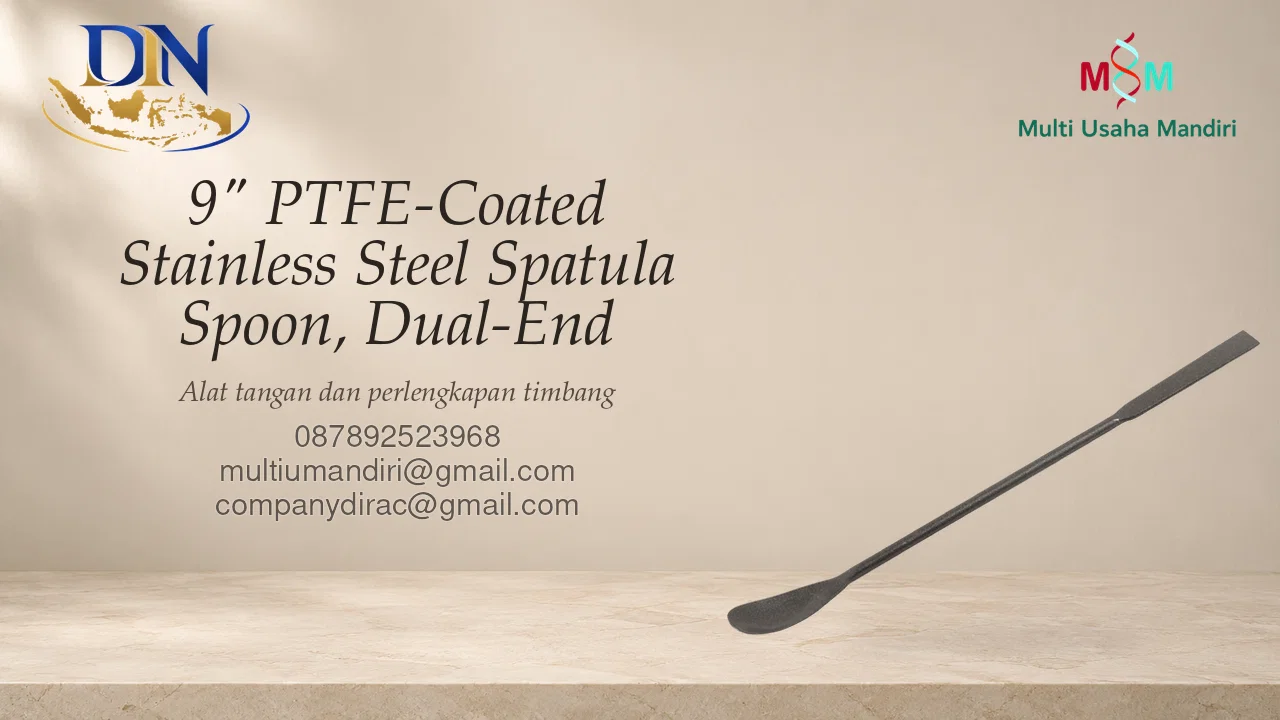 DIN
M M
Multi Usaha Mandiri
9" PTFE-Coated
Stainless Steel Spatula
Spoon, Dual-End
Alat tangan dan perlengkapan timbang
087892523968
multiumandiri@gmail.com
companydirac@gmail.com